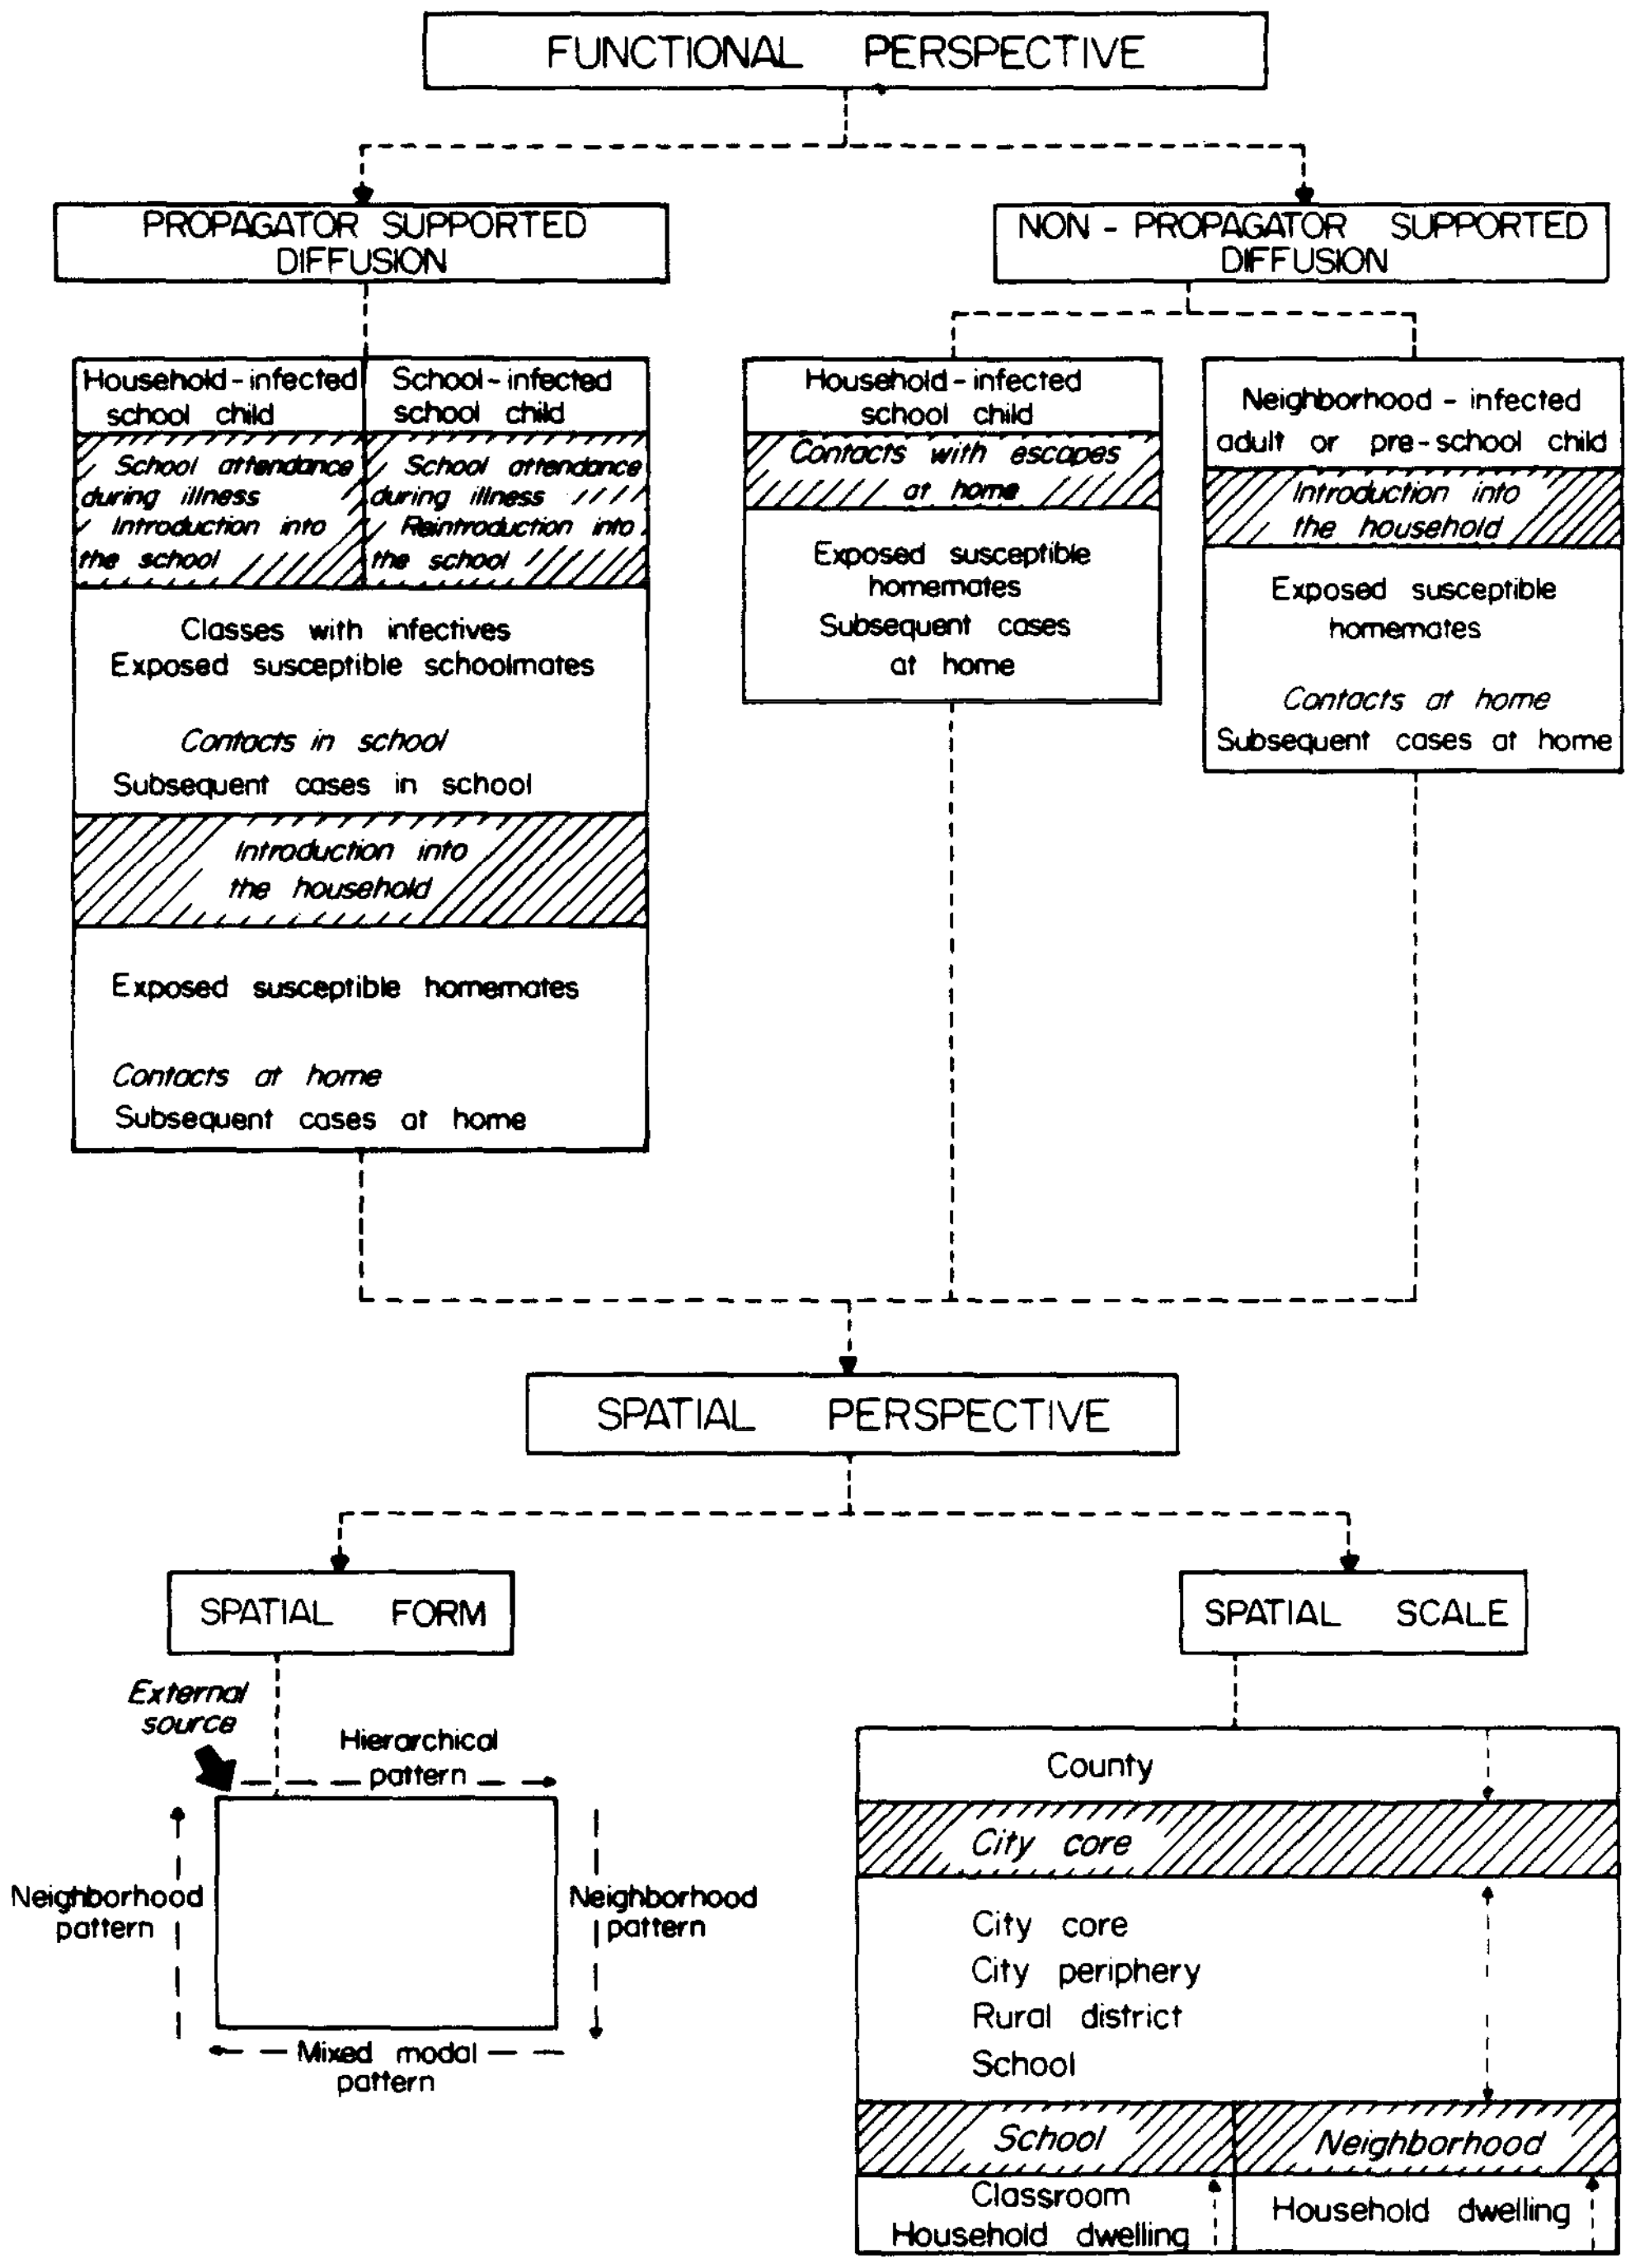 FUNCTIONAL PERSPECTIVE
PROPAGATOR SUPPORTED
DIFFUSION
NON - PROPAGATOR SUPPORTED
DIFFUSION
Household - infected
school child
School - infected
school child
School attendance
during illness
Introduction into
the school
School attendance
during illness
Reintroduction into
the school
Classes with infectives
Exposed susceptible schoolmates
Contacts in school
Subsequent cases in school
Introduction into
the household
Exposed susceptible homemates
Contacts at home
Subsequent cases at home
Household - infected
school child
Contacts with escapes
at home
Exposed susceptible
homemates
Subsequent cases
at home
Neighborhood - infected
adult or pre-school child
Introduction into
the household
Exposed susceptible
homemates
Contacts at home
Subsequent cases at home
SPATIAL PERSPECTIVE
SPATIAL FORM
External
source
Hierarchical
pattern
Neighborhood
pattern
Neighborhood
pattern
Mixed modal
pattern
SPATIAL SCALE
County
City core
City core
City periphery
Rural district
School
School
Neighborhood
Classroom
Household dwelling
Household dwelling